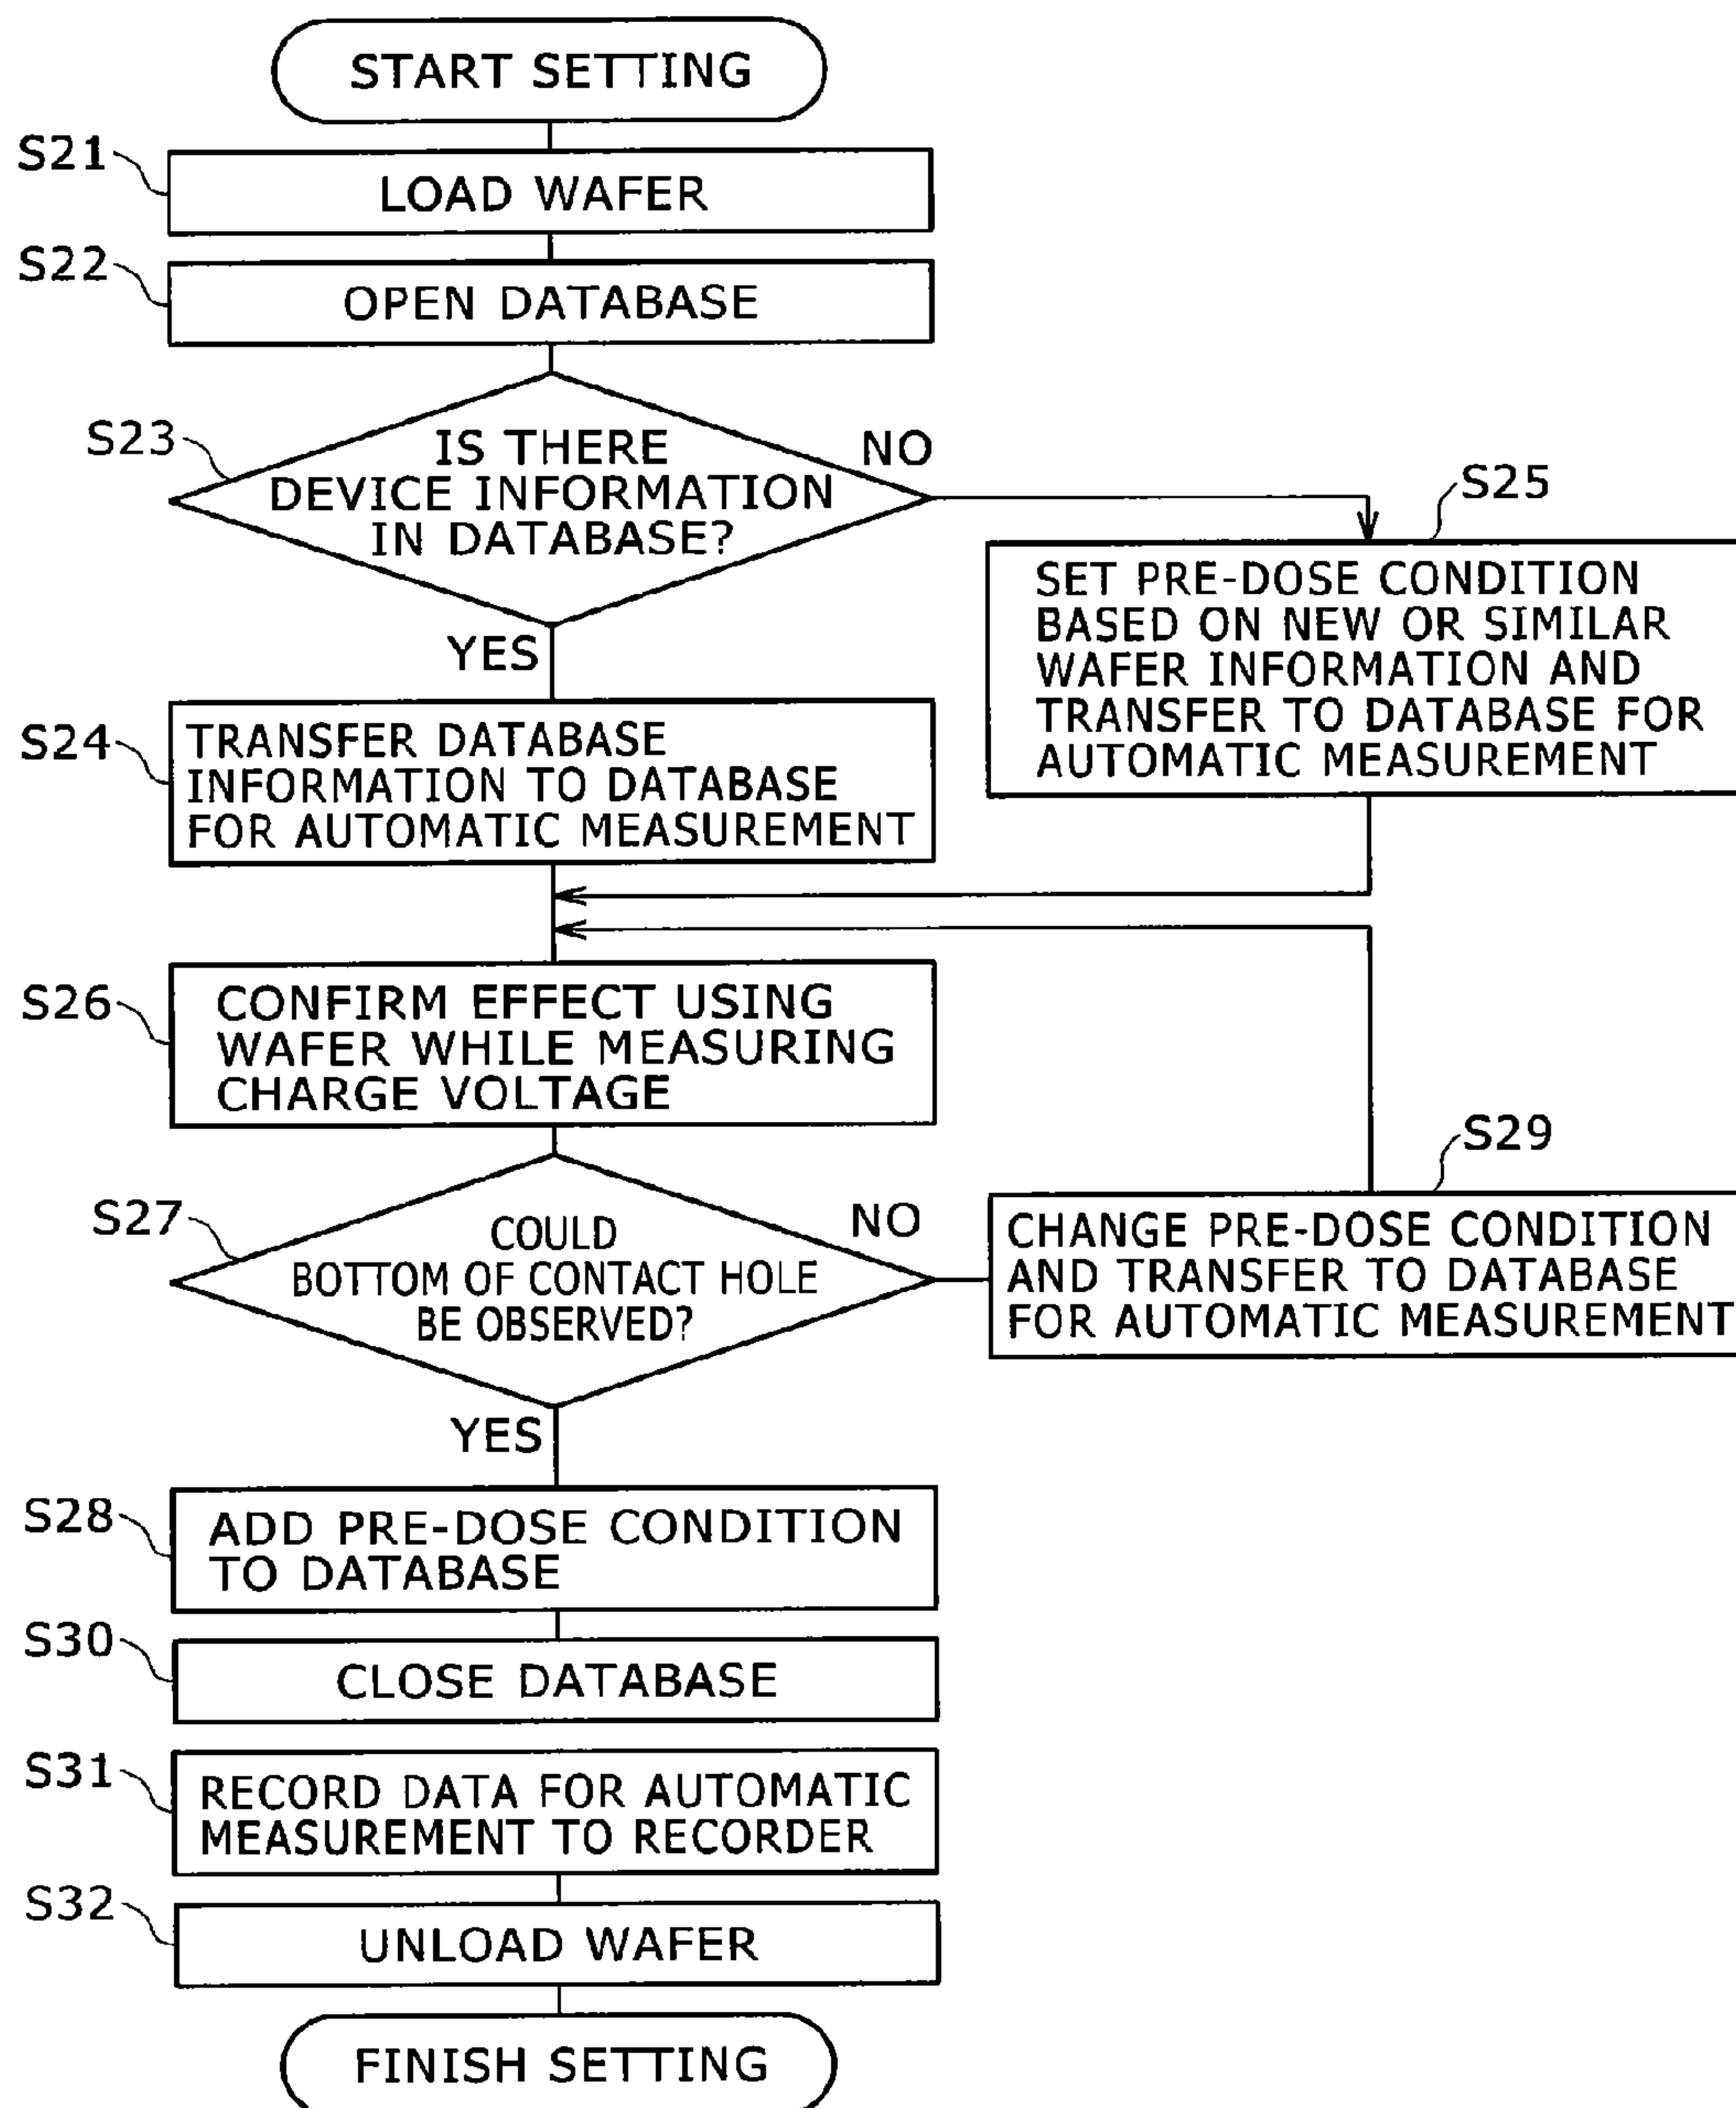 START SETTING
S21
LOAD WAFER
S22
OPEN DATABASE
S23
IS THERE
DEVICE INFORMATION
IN DATABASE?
NO
YES
S25
SET PRE-DOSE CONDITION
BASED ON NEW OR SIMILAR
WAFER INFORMATION AND
TRANSFER TO DATABASE FOR
AUTOMATIC MEASUREMENT
S24
TRANSFER DATABASE
INFORMATION TO DATABASE
FOR AUTOMATIC MEASUREMENT
S26
CONFIRM EFFECT USING
WAFER WHILE MEASURING
CHARGE VOLTAGE
S27
COULD
BOTTOM OF CONTACT HOLE
BE OBSERVED?
NO
YES
S29
CHANGE PRE-DOSE CONDITION
AND TRANSFER TO DATABASE
FOR AUTOMATIC MEASUREMENT
S28
ADD PRE-DOSE CONDITION
TO DATABASE
S30
CLOSE DATABASE
S31
RECORD DATA FOR AUTOMATIC
MEASUREMENT TO RECORDER
S32
UNLOAD WAFER
FINISH SETTING